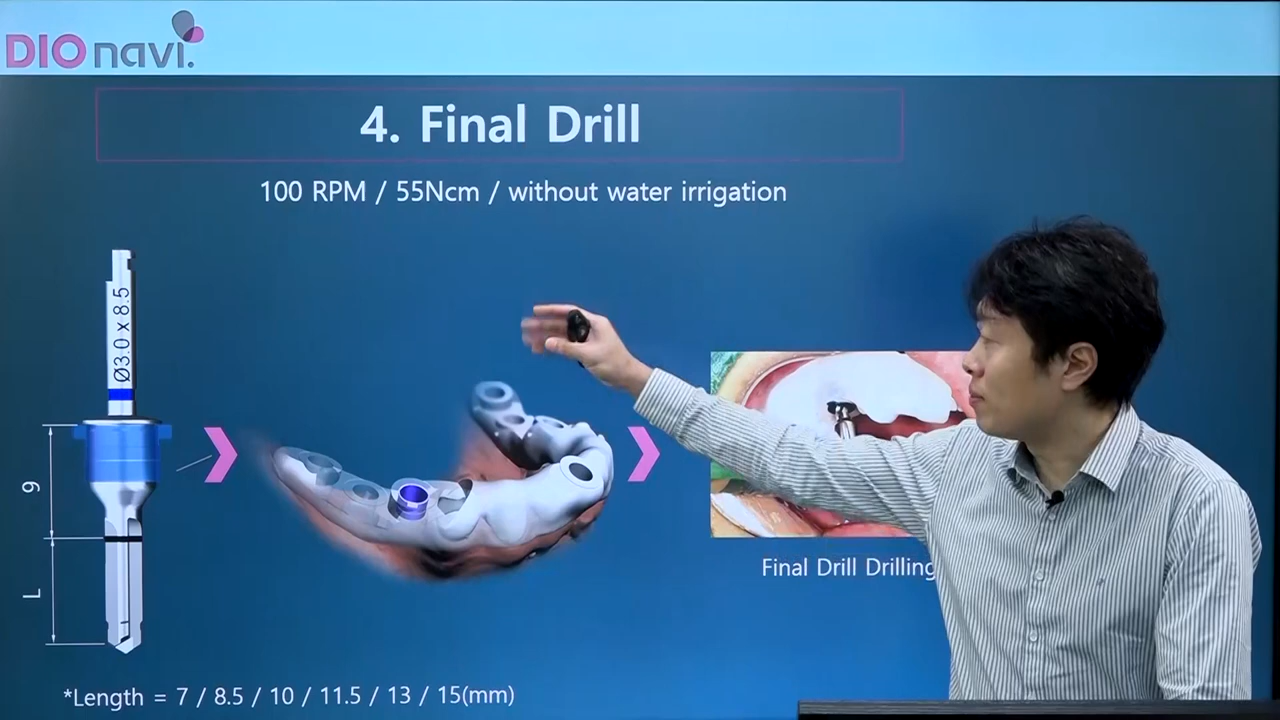 DIOnavi.
4. Final Drill
100 RPM / 55Ncm / without water irrigation
Ø3.0 x 8.5
9
L
Final Drill Drilling
*Length = 7 / 8.5 / 10 / 11.5 / 13 / 15(mm)